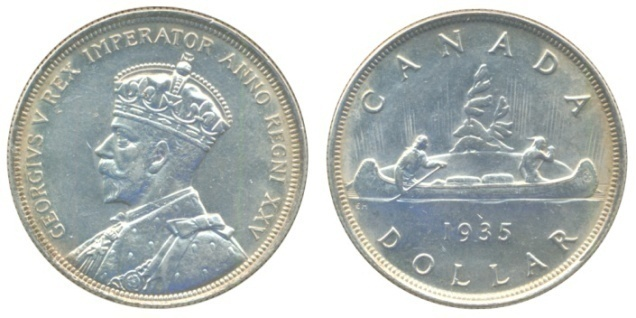 GEORGIVS V REX IMPERATOR ANNO REGNI XXV
CANADA
1935
DOLLAR